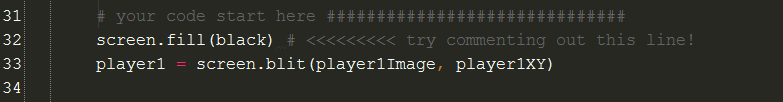 31 # your code start here ##############################
32 screen.fill(black) # <<<<<<<<< try commenting out this line!
33 player1 = screen.blit(player1Image, player1XY)
34